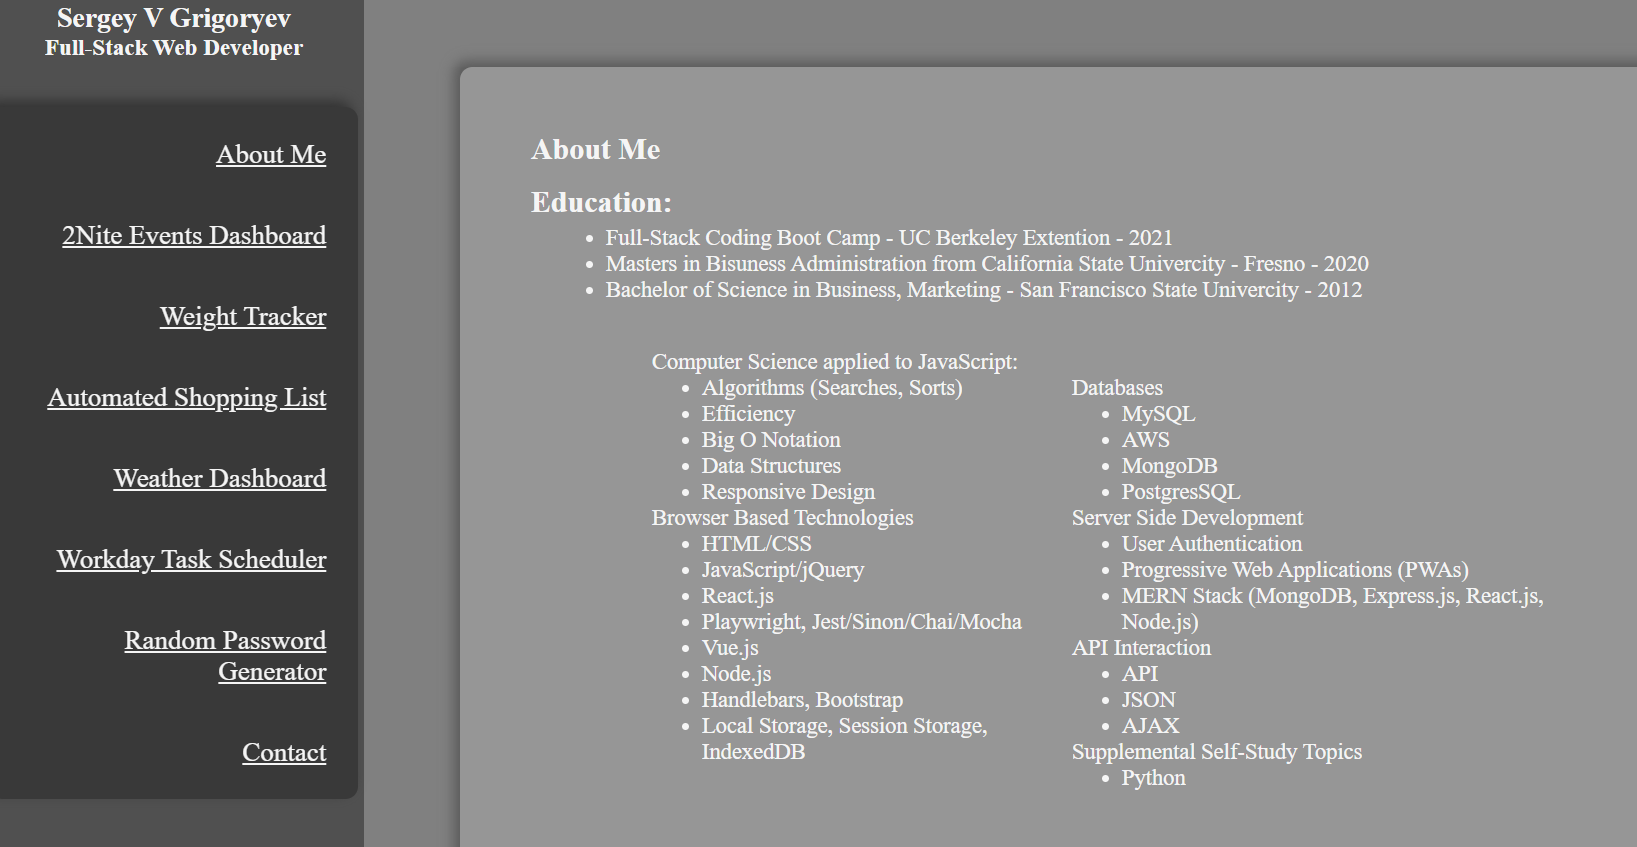 Sergey V Grigoryev
Full-Stack Web Developer
About Me
2Nite Events Dashboard
Weight Tracker
Automated Shopping List
Weather Dashboard
Workday Task Scheduler
Random Password
Generator
Contact
About Me
Education:
Full-Stack Coding Boot Camp - UC Berkeley Extention - 2021
Masters in Bisuness Administration from California State Univercity - Fresno - 2020
Bachelor of Science in Business, Marketing - San Francisco State Univercity - 2012
Computer Science applied to JavaScript:
Algorithms (Searches, Sorts)
Efficiency
Big O Notation
Data Structures
Responsive Design
Browser Based Technologies
HTML/CSS
JavaScript/jQuery
React.js
Playwright, Jest/Sinon/Chai/Mocha
Vue.js
Node.js
Handlebars, Bootstrap
Local Storage, Session Storage,
IndexedDB
Databases
MySQL
AWS
MongoDB
PostgresSQL
Server Side Development
User Authentication
Progressive Web Applications (PWAs)
MERN Stack (MongoDB, Express.js, React.js,
Node.js)
API Interaction
API
JSON
AJAX
Supplemental Self-Study Topics
Python